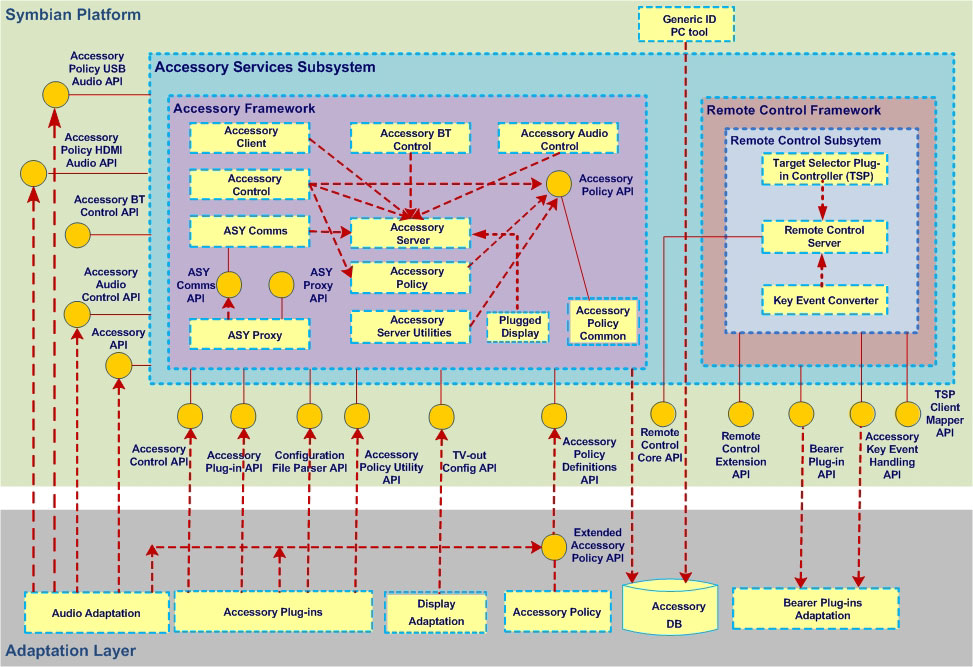 Symbian Platform
Generic ID
PC tool
Accessory
Policy USB
Audio API
Accessory Services Subsystem
Accessory Framework
Remote Control Framework
Accessory
Client
Accessory BT
Control
Accessory Audio
Control
Remote Control Subsytem
Accessory
Policy HDMI
Audio API
Target Selector Plug-
in Controller (TSP)
Accessory
Control
Accessory
Policy API
Accessory BT
Control API
ASY Comms
Accessory
Server
Remote Control
Server
Accessory
Audio
Control API
ASY
Comms
API
ASY
Proxy
API
Accessory
Policy
Key Event Converter
Accessory
API
ASY Proxy
Accessory
Server Utilities
Plugged
Display
Accessory
Policy
Common
Accessory
Control API
Accessory
Plug-in API
Configuration
File Parser API
Accessory
Policy Utility
API
TV-out
Config API
Accessory
Policy
Definitions
API
Remote
Control
Core API
Remote
Control
Extension
API
Bearer
Plug-in
API
Accessory
Key Event
Handling
API
TSP
Client
Mapper
API
Extended
Accessory
Policy API
Audio Adaptation
Accessory Plug-ins
Display
Adaptation
Accessory Policy
Accessory
DB
Bearer Plug-ins
Adaptation
Adaptation Layer